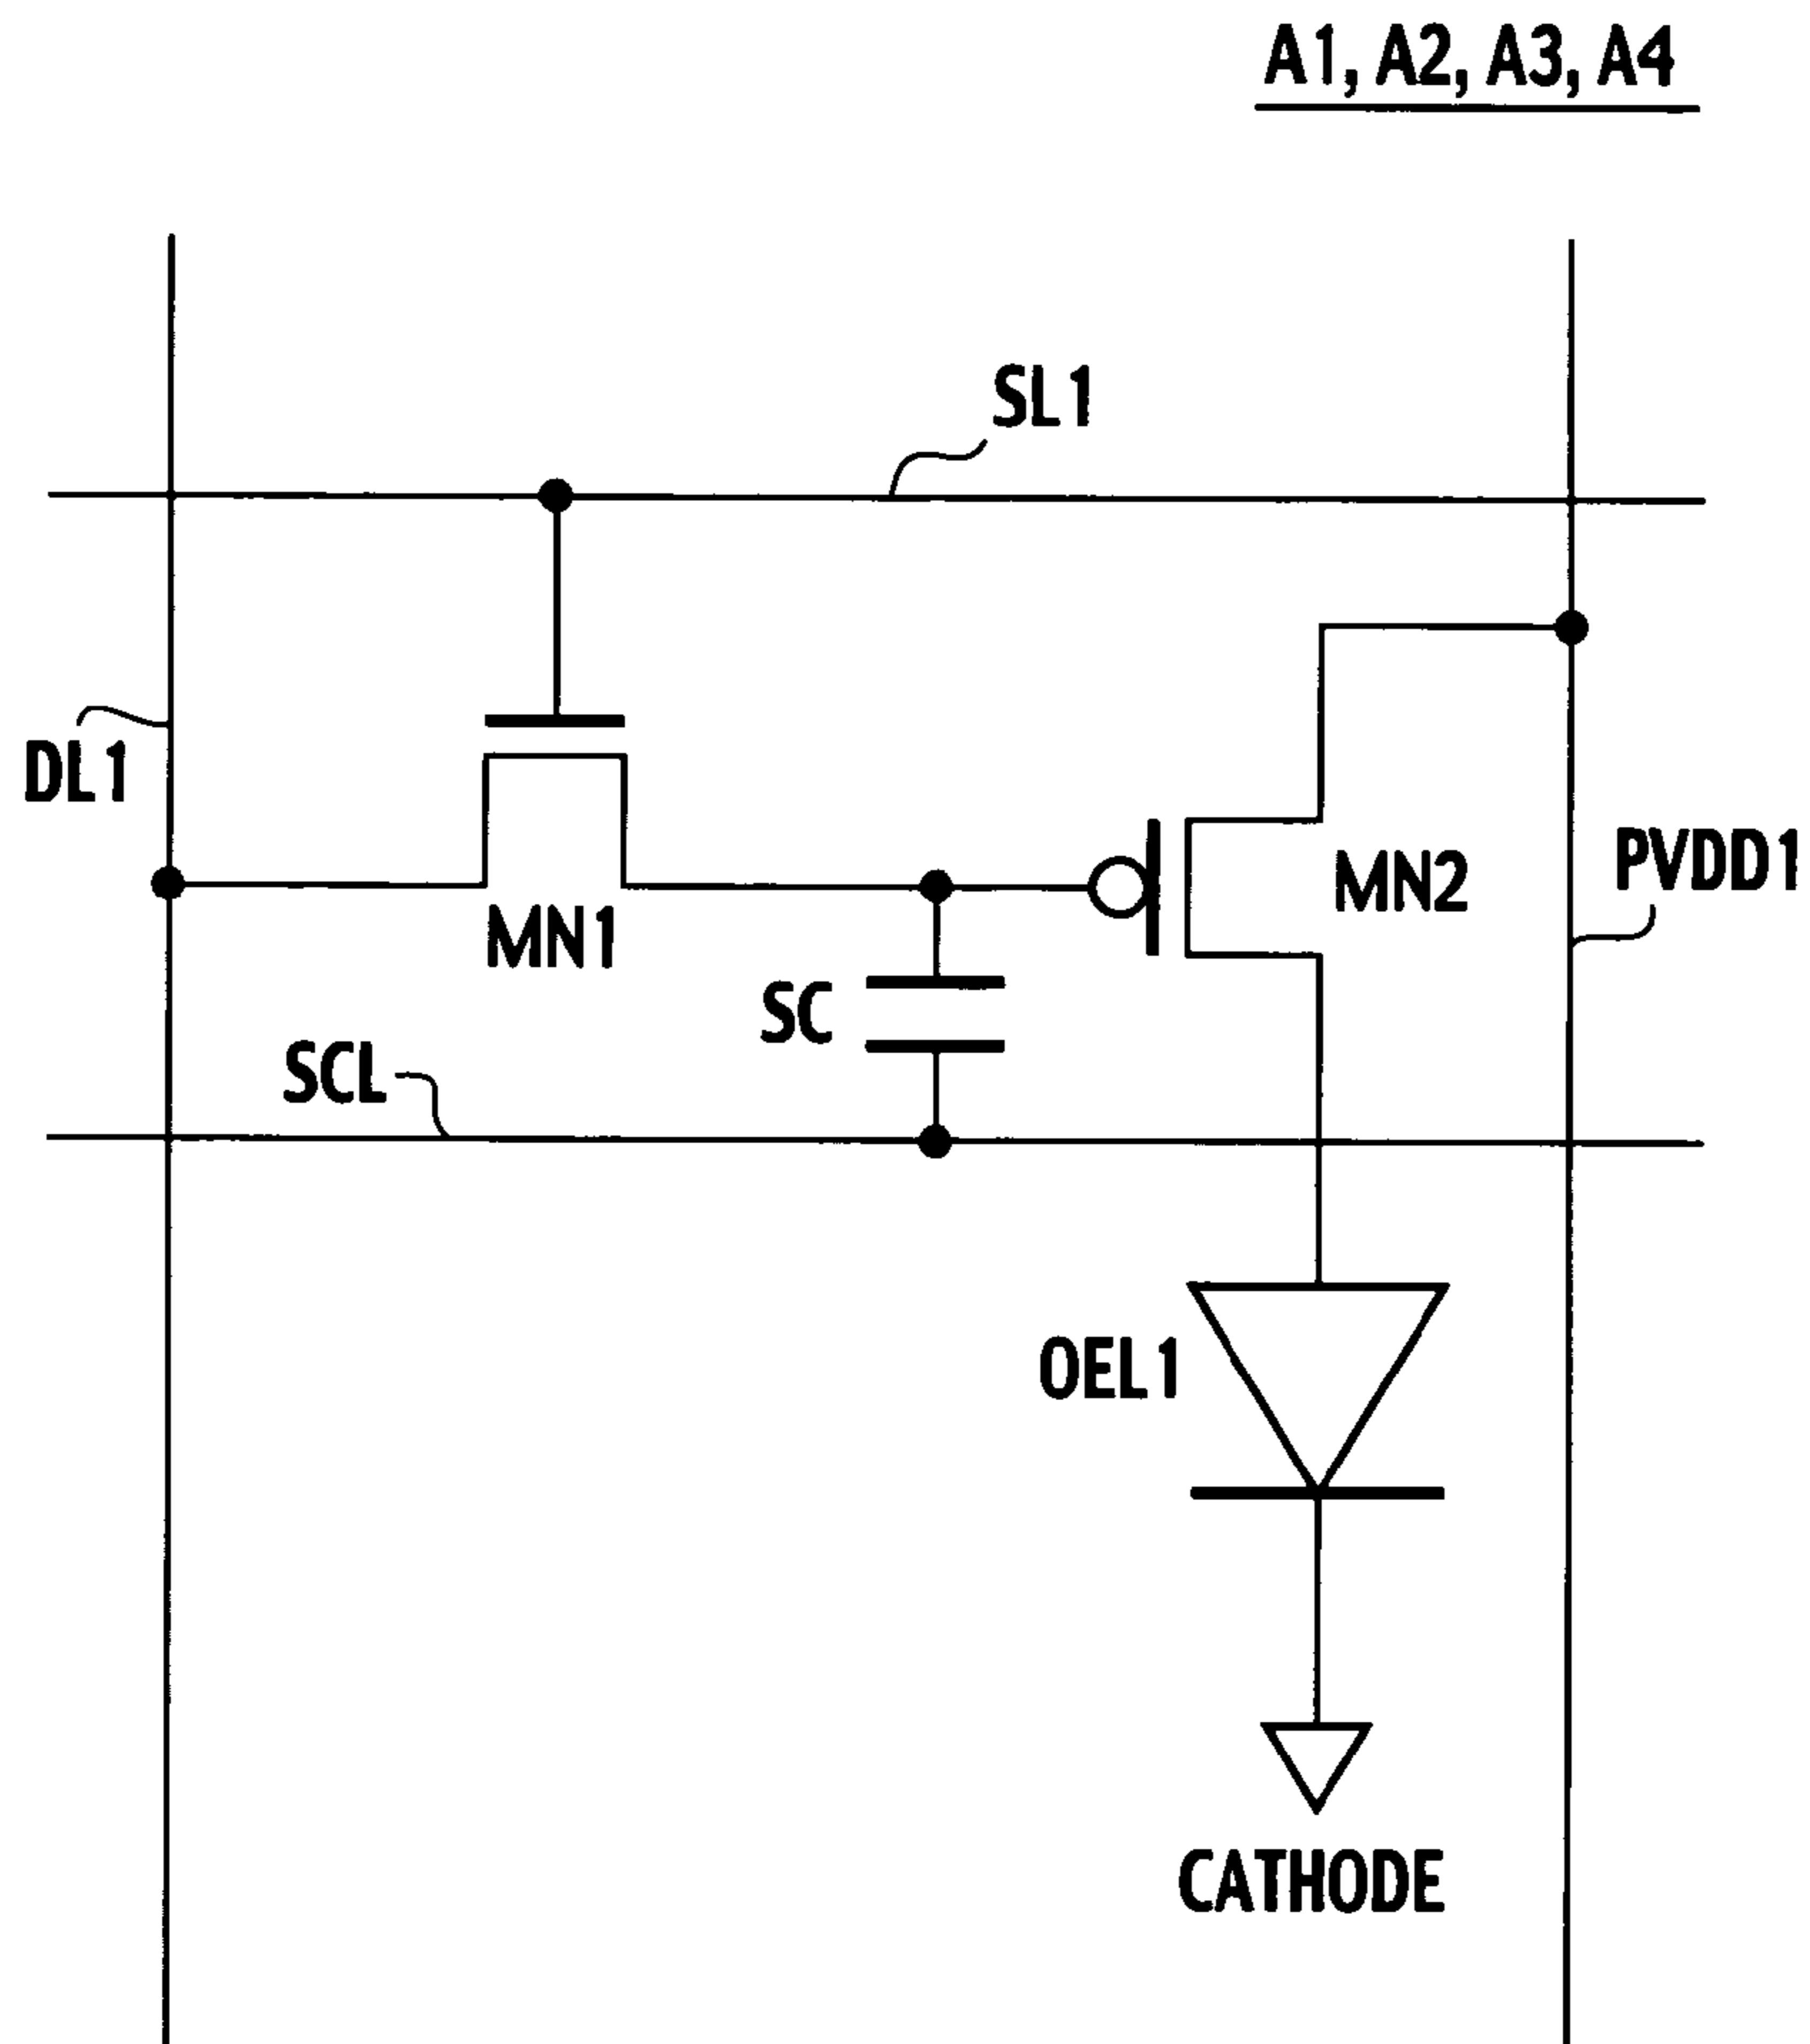 A1, A2, A3, A4
SL1
DL1
PVDD1
MN2
MN1
SC
SCL
OEL1
CATHODE